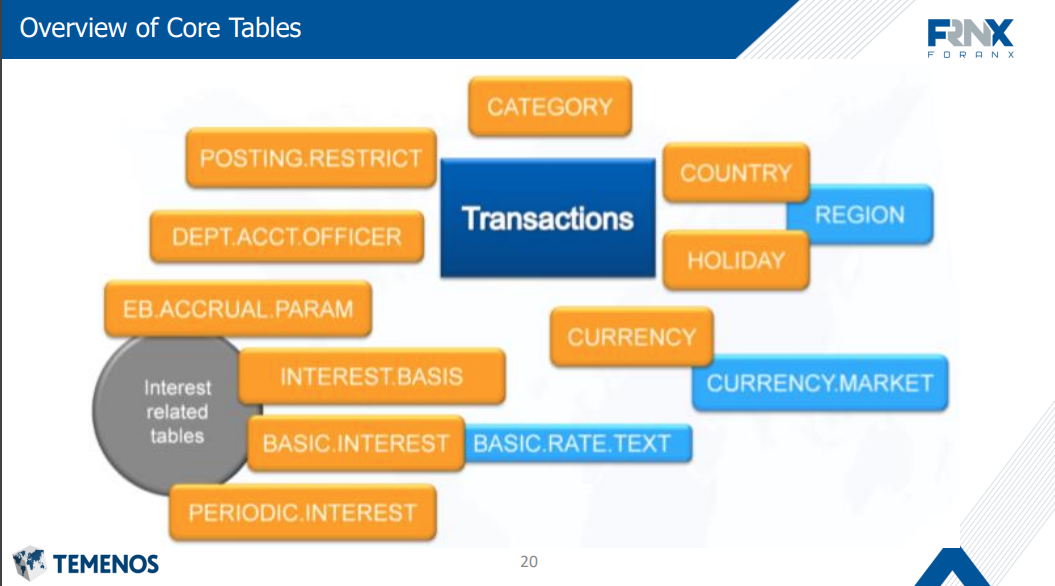 Overview of Core Tables
FRNX
FORANX
CATEGORY
POSTING.RESTRICT
COUNTRY
Transactions
REGION
DEPT.ACCT.OFFICER
HOLIDAY
EB.ACCRUAL.PARAM
CURRENCY
INTEREST.BASIS
CURRENCY.MARKET
Interest
related
tables
BASIC.INTEREST
BASIC.RATE.TEXT
PERIODIC.INTEREST
TEMENOS
20